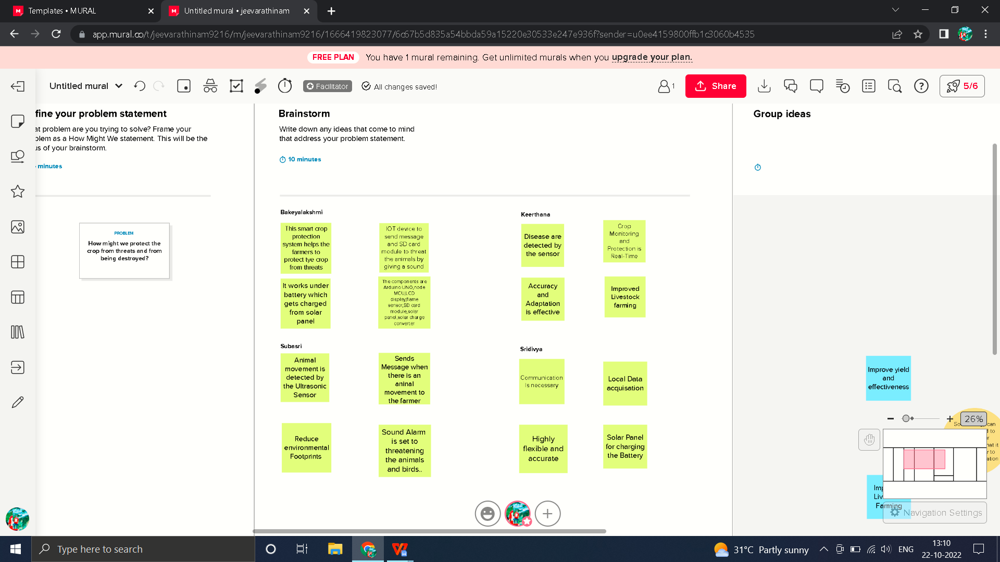 Templates • MURAL
Untitled mural • jeevarathinam
app.mural.co/t/jeevarathinam9216/m/jeevarathinam9216/1666419823077/6c67b5d835a54bbda59a15220e30533e247e936f?sender=u0ee4159800ffb1c3060b4535
FREE PLAN You have 1 mural remaining. Get unlimited murals when you upgrade your plan.
Untitled mural
Facilitator
All changes saved!
1
Share
5/6
fine your problem statement
at problem are you trying to solve? Frame your
blem as a How Might We statement. This will be the
us of your brainstorm.
minutes
PROBLEM
How might we protect the
crop from threats and from
being destroyed?
Brainstorm
Write down any ideas that come to mind
that address your problem statement.
10 minutes
Bakeyalakshmi
This smart crop
protection
system helps the
farmers to
protect tye crop
from threats
IOT device to
send message
and SD card
module to threat
the animals by
giving a sound
It works under
battery which
gets charged
from solar
panel
The components are
Arduino UNO,node
MCU,LCD
display,flame
sensor,SD card
module,solar
panel,solar charge
converter
Keerthana
Disease are
detected by
the sensor
Crop
Monitoring
and
Protection is
Real-Time
Accuracy
and
Adaptation
is effective
Improved
Livestock
farming
Subasri
Animal
movement is
detected by
the Ultrasonic
Sensor
Sends
Message when
there is an
aninal
movement to
the farmer
Reduce
environmental
Footprints
Sound Alarm
is set to
threatening
the animals
and birds..
Sridivya
Communication
Is necessary
Local Data
acquisation
Highly
flexible and
accurate
Solar Panel
for charging
the Battery
Group ideas
Improve yield
and
effectiveness
26%
So
can
d to
r
hat it
y to
ation
Imp
Liv
Farming
Navigation Settings
Type here to search
31°C Partly sunny
ENG
13:10
22-10-2022